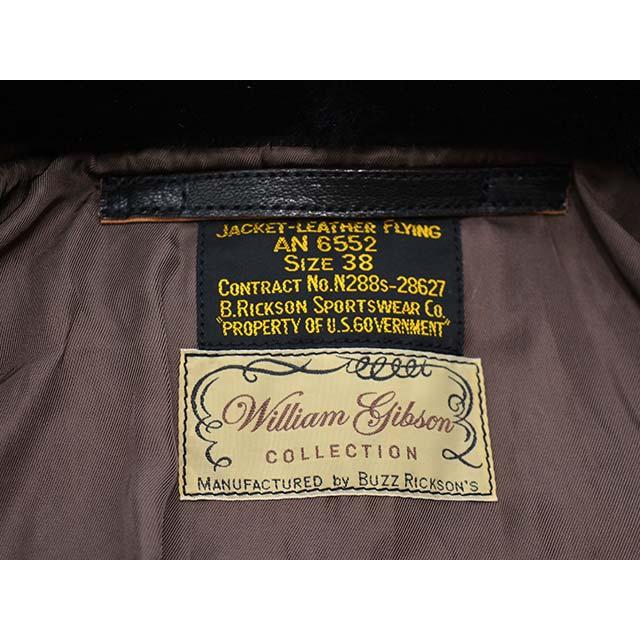 JACKET-LEATHER FLYING
AN 6552
SIZE 38
CONTRACT NO.N288S-28627
B.RICKSON SPORTSWEAR CO.
"PROPERTY OF U.S.GOVERNMENT"
William Gibson
COLLECTION
MANUFACTURED by BUZZ RICKSON'S